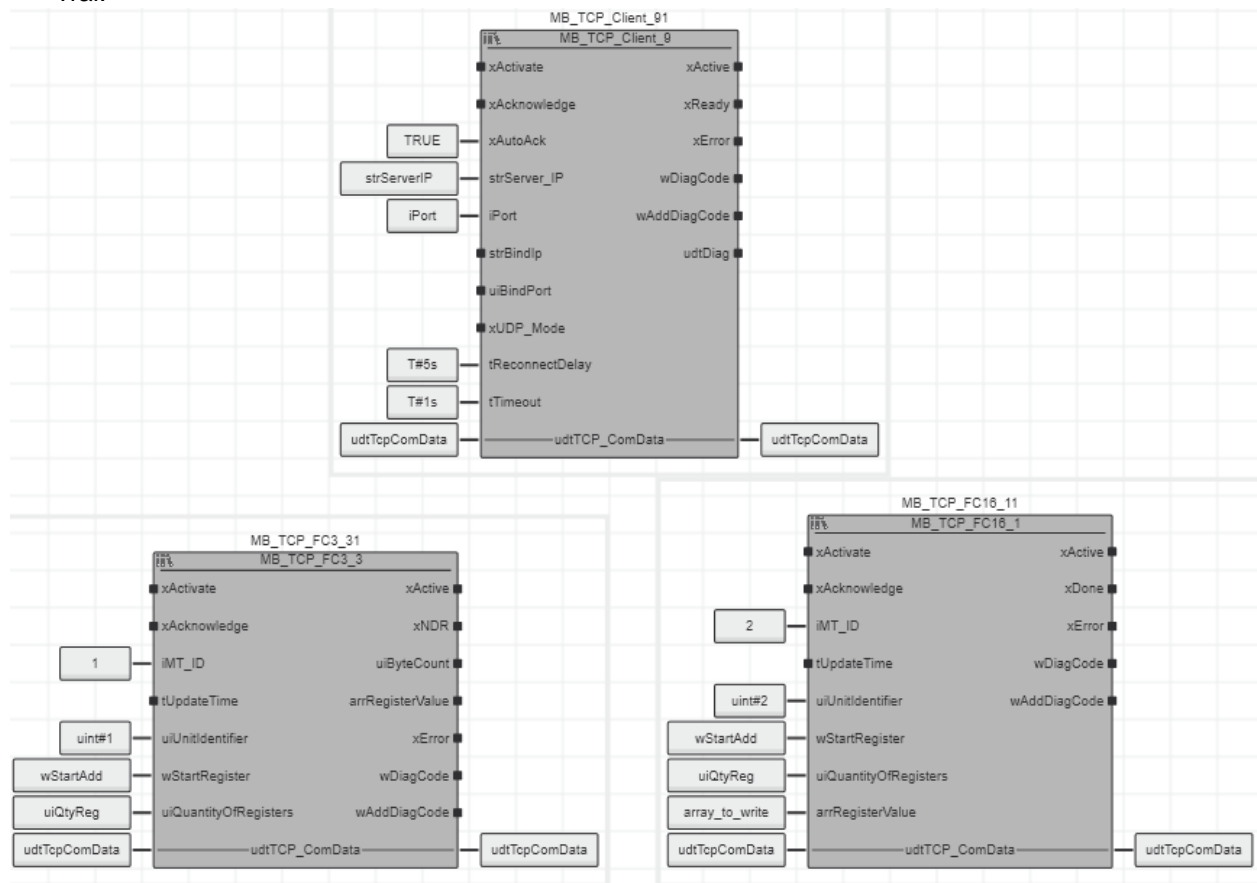 MB_TCP_Client_91
MB_TCP_Client_9
xActivate xActive
xAcknowledge xReady
TRUE xAutoAck xError
strServerIP strServer_IP wDiagCode
iPort iPort wAddDiagCode
strBindIp udtDiag
uiBindPort
xUDP_Mode
T#5s tReconnectDelay
T#1s tTimeout
udtTcpComData udtTCP_ComData udtTcpComData
MB_TCP_FC3_31
MB_TCP_FC3_3
xActivate xActive
xAcknowledge xNDR
1 iMT_ID uiByteCount
tUpdateTime arrRegisterValue
uint#1 uiUnitIdentifier xError
wStartAdd wStartRegister wDiagCode
uiQtyReg uiQuantityOfRegisters wAddDiagCode
udtTcpComData udtTCP_ComData udtTcpComData
MB_TCP_FC16_11
MB_TCP_FC16_1
xActivate xActive
xAcknowledge xDone
2 iMT_ID xError
tUpdateTime wDiagCode
uint#2 uiUnitIdentifier wAddDiagCode
wStartAdd wStartRegister
uiQtyReg uiQuantityOfRegisters
array_to_write arrRegisterValue
udtTcpComData udtTCP_ComData udtTcpComData